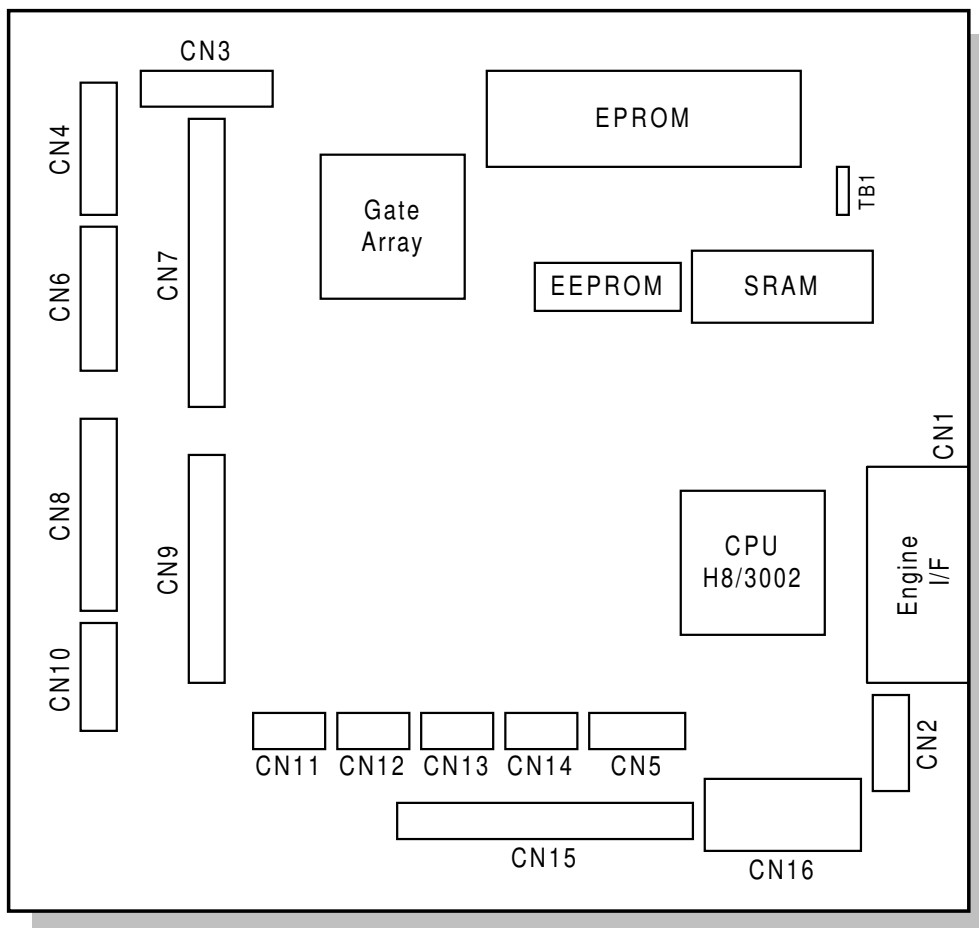 CN3
EPROM
CN4
TB1
Gate
Array
CN7
CN6
EEPROM
SRAM
CN1
CN8
CN9
CPU
H8/3002
Engine
I/F
CN10
CN2
CN11
CN12
CN13
CN14
CN5
CN15
CN16